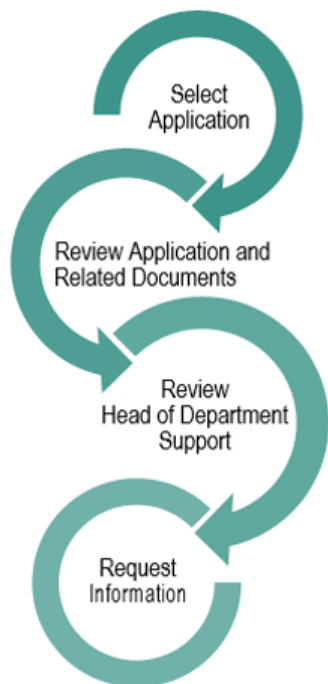 Select
Application
Review Application and
Related Documents
Review
Head of Department
Support
Request
Information